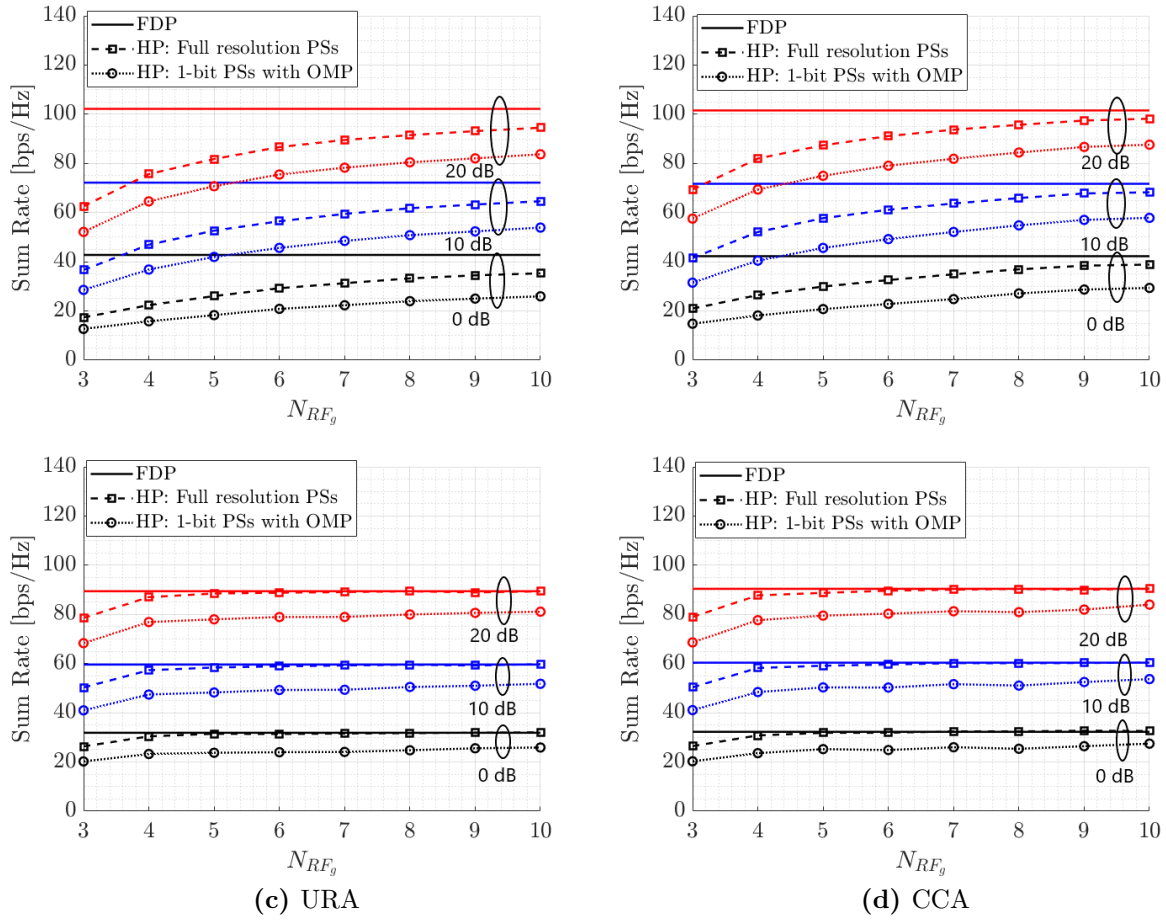 140
120
100
80
60
40
20
0
Sum Rate [bps/Hz]
FDP
HP: Full resolution PSs
HP: 1-bit PSs with OMP
20 dB
10 dB
0 dB
3 4 5 6 7 8 9 10
N_{RF_g}
140
120
100
80
60
40
20
0
Sum Rate [bps/Hz]
FDP
HP: Full resolution PSs
HP: 1-bit PSs with OMP
20 dB
10 dB
0 dB
3 4 5 6 7 8 9 10
N_{RF_g}
140
120
100
80
60
40
20
0
Sum Rate [bps/Hz]
FDP
HP: Full resolution PSs
HP: 1-bit PSs with OMP
20 dB
10 dB
0 dB
3 4 5 6 7 8 9 10
N_{RF_g}
(c) URA
140
120
100
80
60
40
20
0
Sum Rate [bps/Hz]
FDP
HP: Full resolution PSs
HP: 1-bit PSs with OMP
20 dB
10 dB
0 dB
3 4 5 6 7 8 9 10
N_{RF_g}
(d) CCA